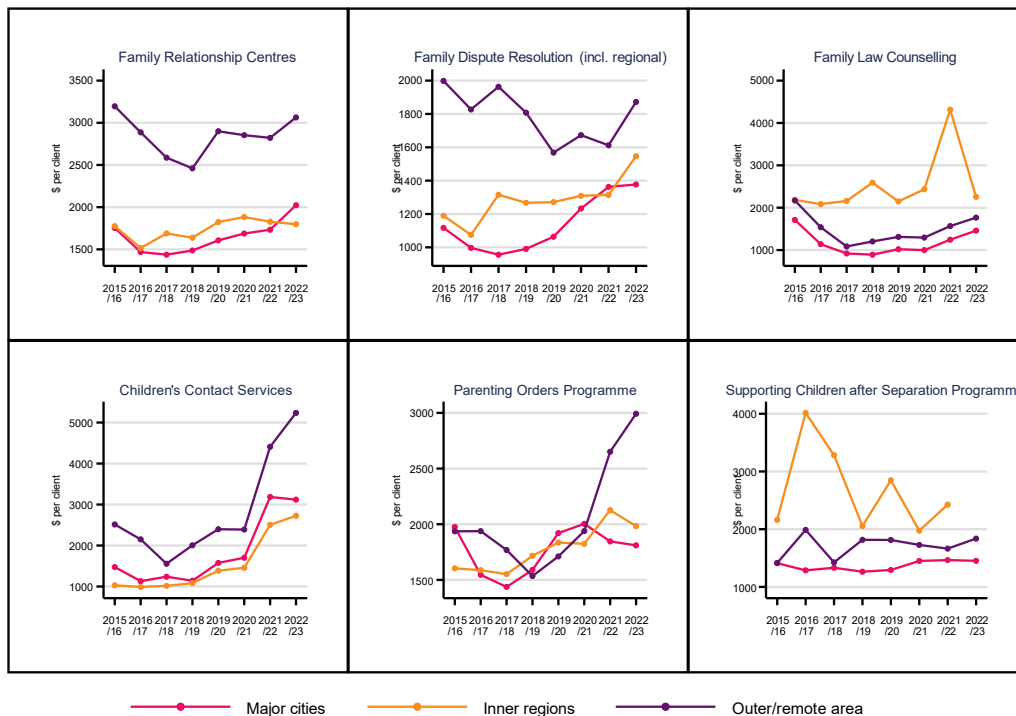 Family Relationship Centres
$ per client
3500
3000
2500
2000
1500
2015 2016 2017 2018 2019 2020 2021 2022
/16 /17 /18 /19 /20 /21 /22 /23
Family Dispute Resolution (incl. regional)
$ per client
2000
1800
1600
1400
1200
1000
2015 2016 2017 2018 2019 2020 2021 2022
/16 /17 /18 /19 /20 /21 /22 /23
Family Law Counselling
$ per client
5000
4000
3000
2000
1000
2015 2016 2017 2018 2019 2020 2021 2022
/16 /17 /18 /19 /20 /21 /22 /23
Children's Contact Services
$ per client
5000
4000
3000
2000
1000
2015 2016 2017 2018 2019 2020 2021 2022
/16 /17 /18 /19 /20 /21 /22 /23
Parenting Orders Programme
$ per client
3000
2500
2000
1500
2015 2016 2017 2018 2019 2020 2021 2022
/16 /17 /18 /19 /20 /21 /22 /23
Supporting Children after Separation Programm
$ per client
4000
3000
2000
1000
2015 2016 2017 2018 2019 2020 2021 2022
/16 /17 /18 /19 /20 /21 /22 /23
Major cities Inner regions Outer/remote area